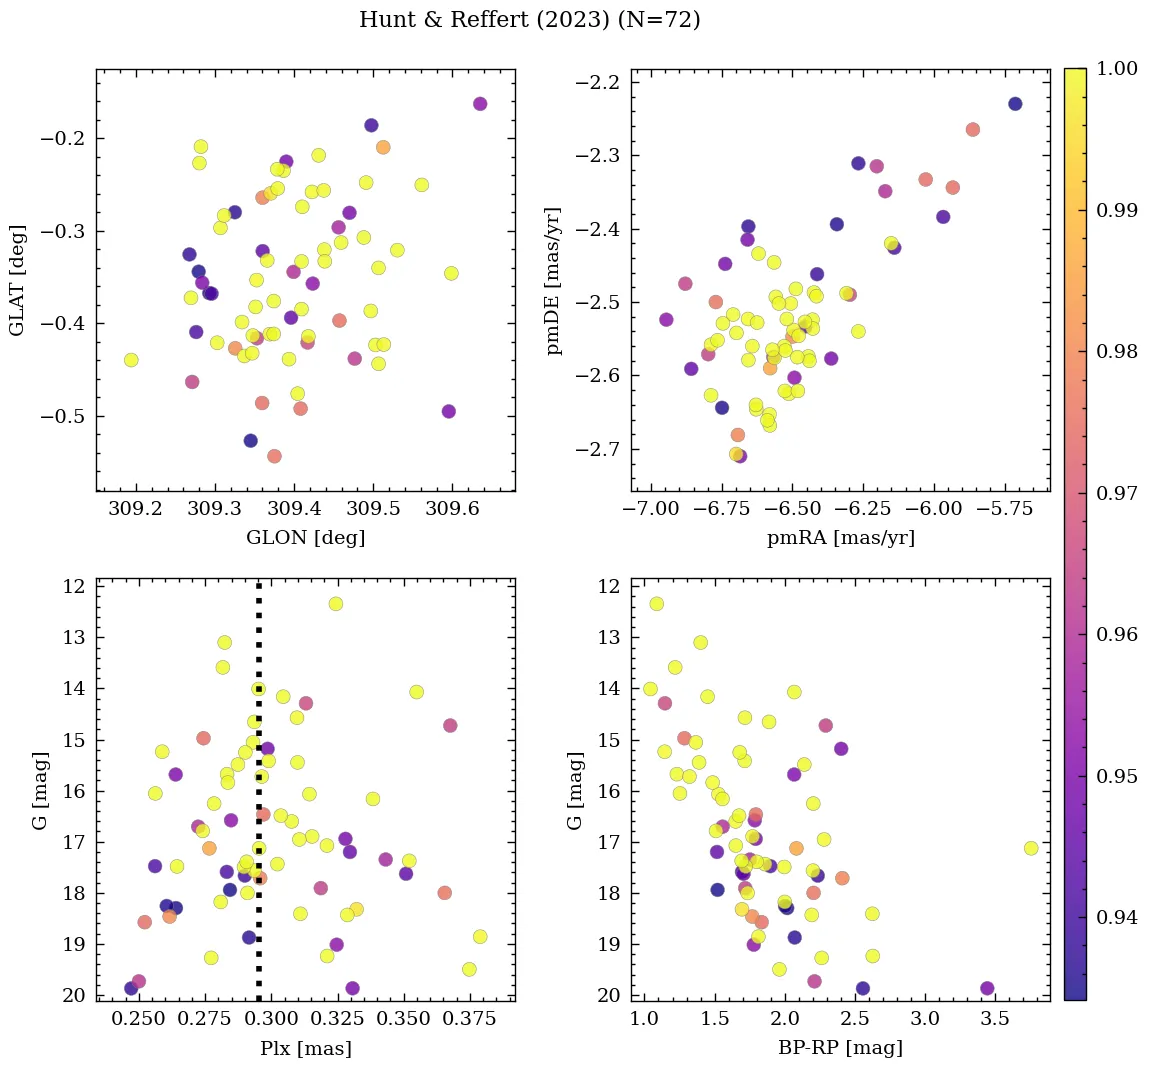 Hunt & Reffert (2023) (N=72)
−0.2
−0.3
−0.4
−0.5
GLAT [deg]
309.2 309.3 309.4 309.5 309.6
GLON [deg]
−2.2
−2.3
−2.4
−2.5
−2.6
−2.7
pmDE [mas/yr]
−7.00 −6.75 −6.50 −6.25 −6.00 −5.75
pmRA [mas/yr]
12
13
14
15
16
17
18
19
20
G [mag]
0.250 0.275 0.300 0.325 0.350 0.375
Plx [mas]
12
13
14
15
16
17
18
19
20
G [mag]
1.0 1.5 2.0 2.5 3.0 3.5
BP-RP [mag]
1.00
0.99
0.98
0.97
0.96
0.95
0.94